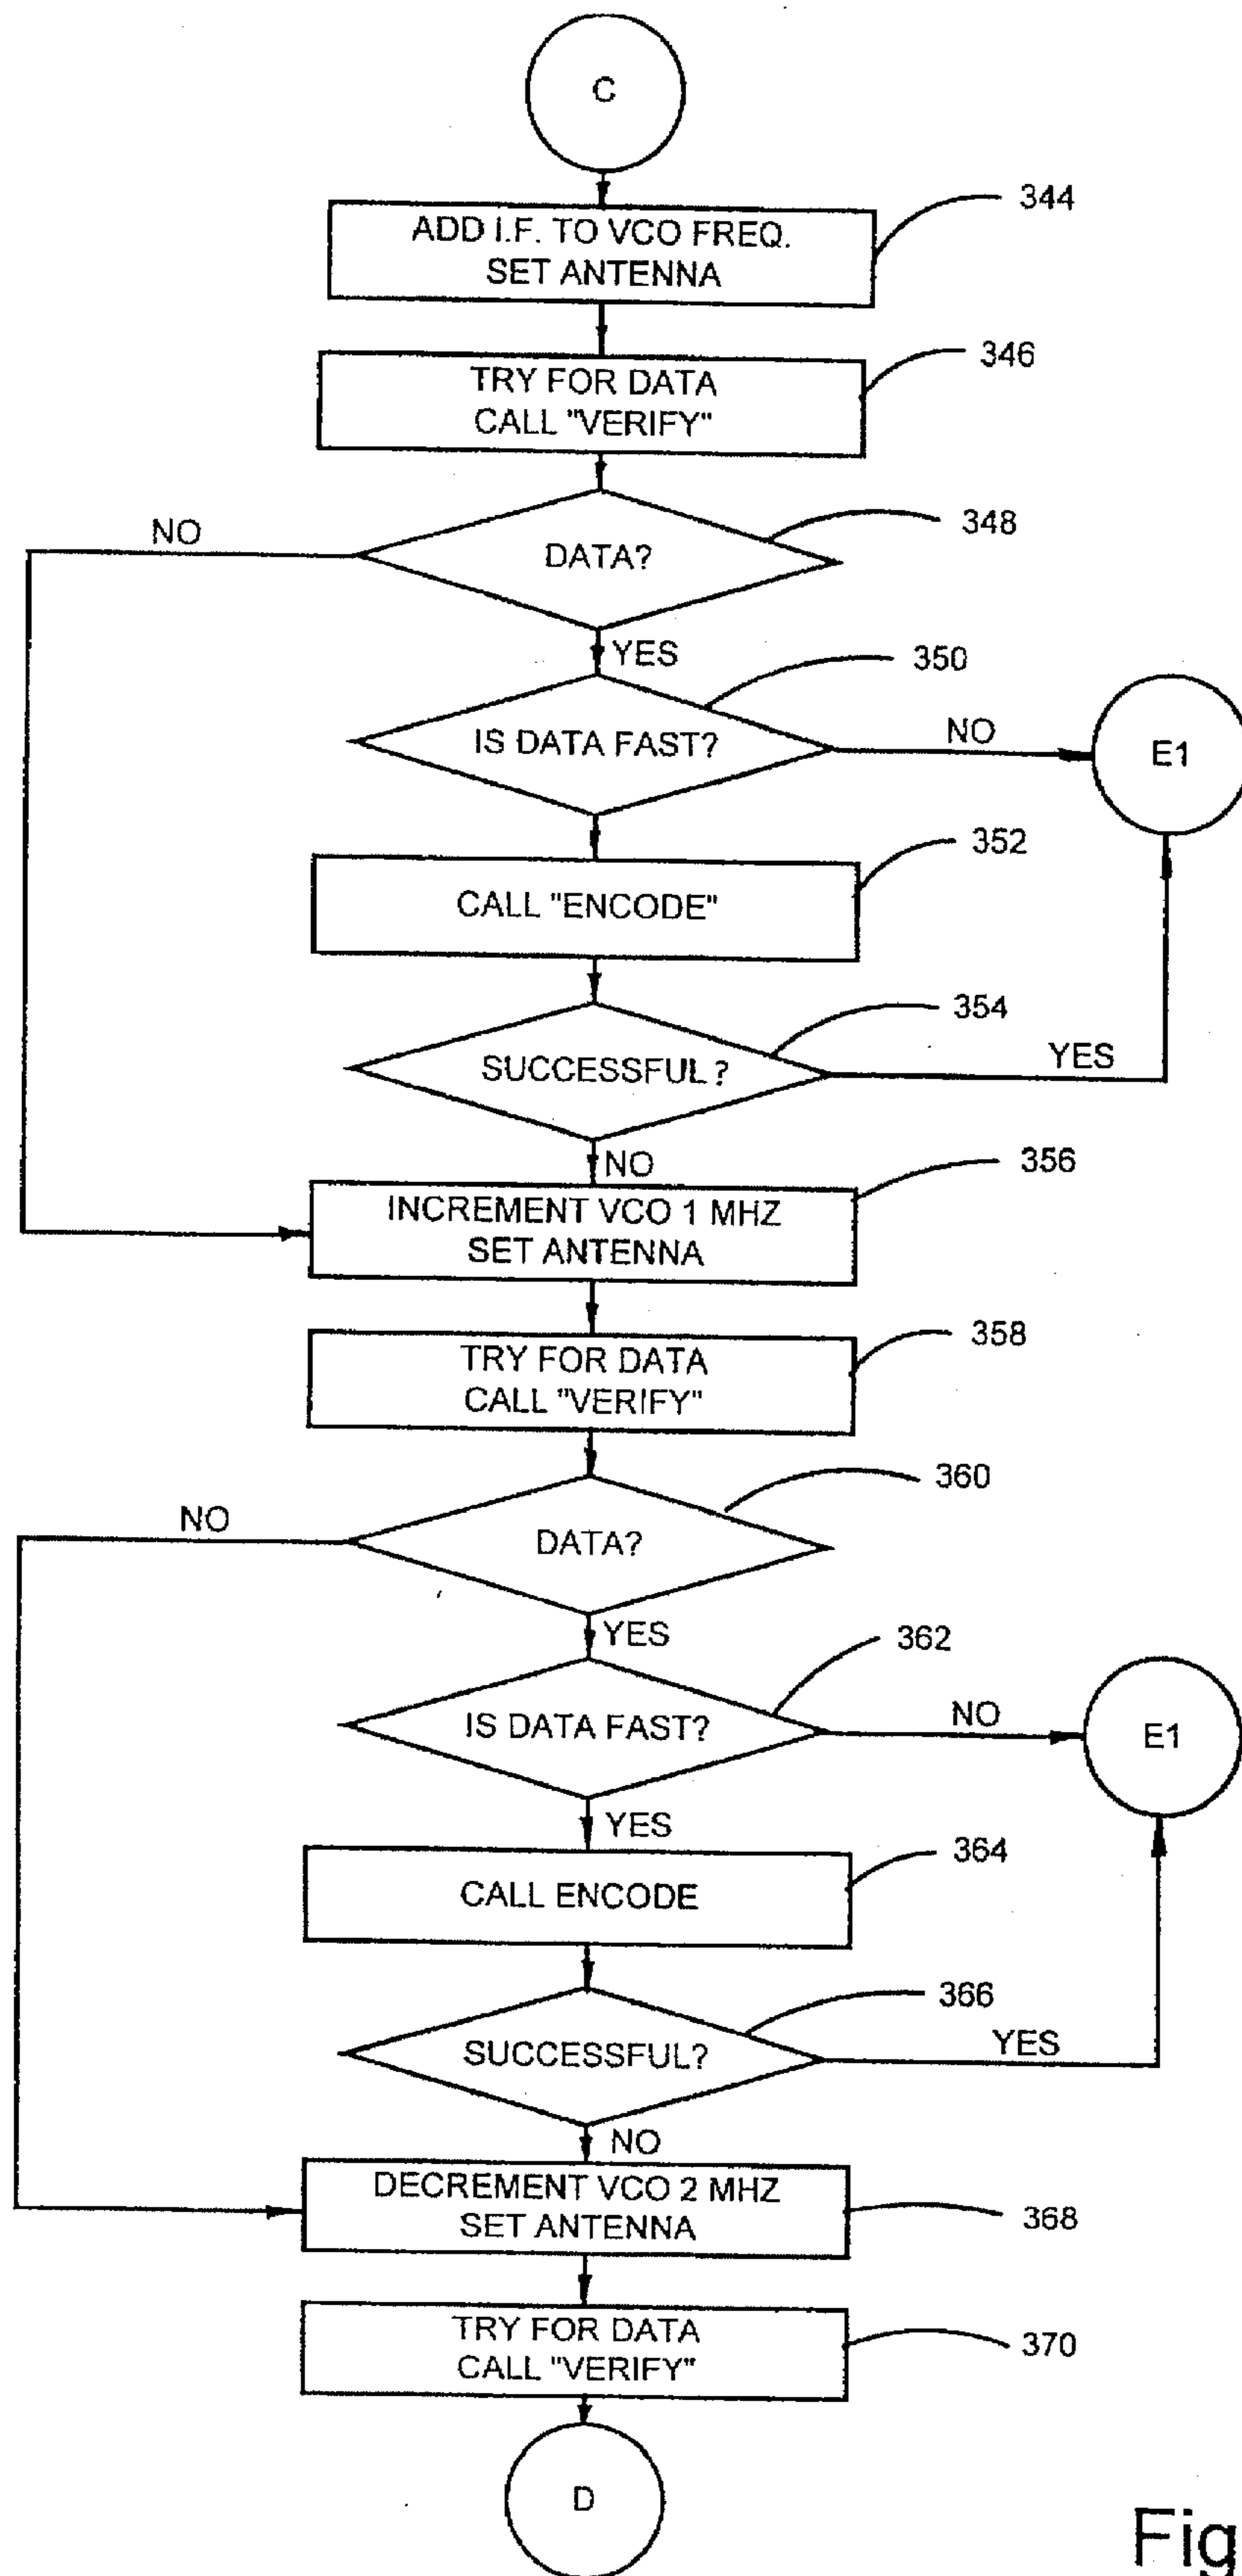 C
ADD I.F. TO VCO FREQ.
SET ANTENNA
344
TRY FOR DATA
CALL "VERIFY"
346
NO
DATA?
348
YES
350
IS DATA FAST?
NO
E1
352
CALL "ENCODE"
354
SUCCESSFUL?
YES
NO
356
INCREMENT VCO 1 MHZ
SET ANTENNA
358
TRY FOR DATA
CALL "VERIFY"
360
NO
DATA?
YES
362
IS DATA FAST?
NO
E1
YES
364
CALL ENCODE
366
SUCCESSFUL?
YES
NO
DECREMENT VCO 2 MHZ
SET ANTENNA
368
TRY FOR DATA
CALL "VERIFY"
370
D
Fig